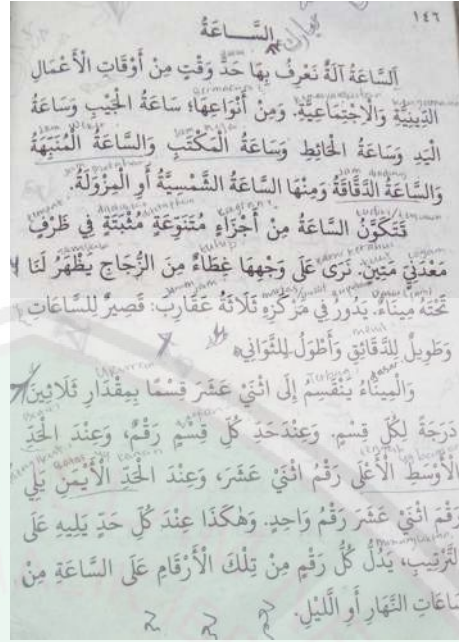 ١٤٦
السَّـــاعَةُ
اَلسَّاعَةُ آلَةٌ نَعْرِفُ بِهَا حَدَّ وَقْتٍ مِنْ أَوْقَاتِ الْأَعْمَالِ
الدِّينِيَّةِ وَالْاِجْتِمَاعِيَّةِ. وَمِنْ أَنْوَاعِهَا؛ سَاعَةُ الْجَيْبِ وَسَاعَةُ
الْيَدِ وَسَاعَةُ الْحَائِطِ وَسَاعَةُ الْمَكْتَبِ وَالسَّاعَةُ الْمُنَبِّهَةُ
وَالسَّاعَةُ الدَّقَّاقَةُ وَمِنْهَا السَّاعَةُ الشَّمْسِيَّةُ أَوِ الْمِزْوَلَةُ.
تَتَكَوَّنُ السَّاعَةُ مِنْ أَجْزَاءٍ مُتَنَوِّعَةٍ مُثْبَتَةٍ فِي ظَرْفٍ
مَعْدَنِيٍّ مَتِينٍ. نَرَى عَلَى وَجْهِهَا غِطَاءً مِنَ الزُّجَاجِ يَظْهَرُ لَنَا
تَحْتَهُ مِينَاءٌ. يَدُورُ فِي مَرْكَزِهِ ثَلَاثَةُ عَقَارِبَ: قَصِيرٌ لِلسَّاعَاتِ
وَطَوِيلٌ لِلدَّقَائِقِ وَأَطْوَلُ لِلثَّوَانِي.
وَالْمِينَاءُ يَنْقَسِمُ إِلَى اثْنَيْ عَشَرَ قِسْمًا بِمِقْدَارِ ثَلَاثِينَ
دَرَجَةً لِكُلِّ قِسْمٍ. وَعِنْدَ حَدِّ كُلِّ قِسْمٍ رَقْمٌ، وَعِنْدَ الْحَدِّ
الْأَوْسَطِ الْأَعْلَى رَقْمُ اثْنَيْ عَشَرَ، وَعِنْدَ الْحَدِّ الْأَيْمَنِ يَلِي
رَقْمَ اثْنَيْ عَشَرَ رَقْمُ وَاحِدٍ. وَهٰكَذَا عِنْدَ كُلِّ حَدٍّ يَلِيهِ عَلَى
التَّرْتِيبِ، يَدُلُّ كُلُّ رَقْمٍ مِنْ تِلْكَ الْأَرْقَامِ عَلَى السَّاعَةِ مِنْ
سَاعَاتِ النَّهَارِ أَوِ اللَّيْلِ.